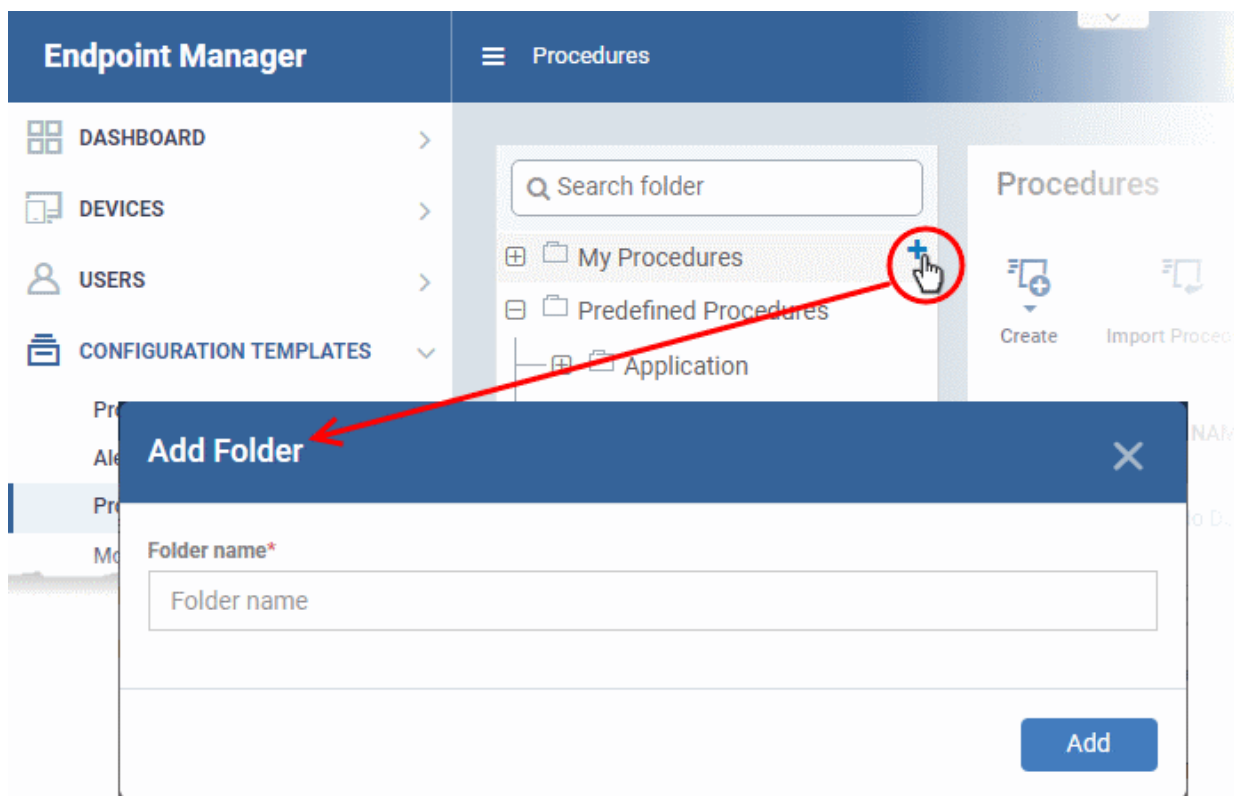 Endpoint Manager
Procedures
DASHBOARD
DEVICES
USERS
CONFIGURATION TEMPLATES
Search folder
My Procedures
Predefined Procedures
Application
Procedures
Create
Import
Add Folder
Folder name*
Folder name
Add